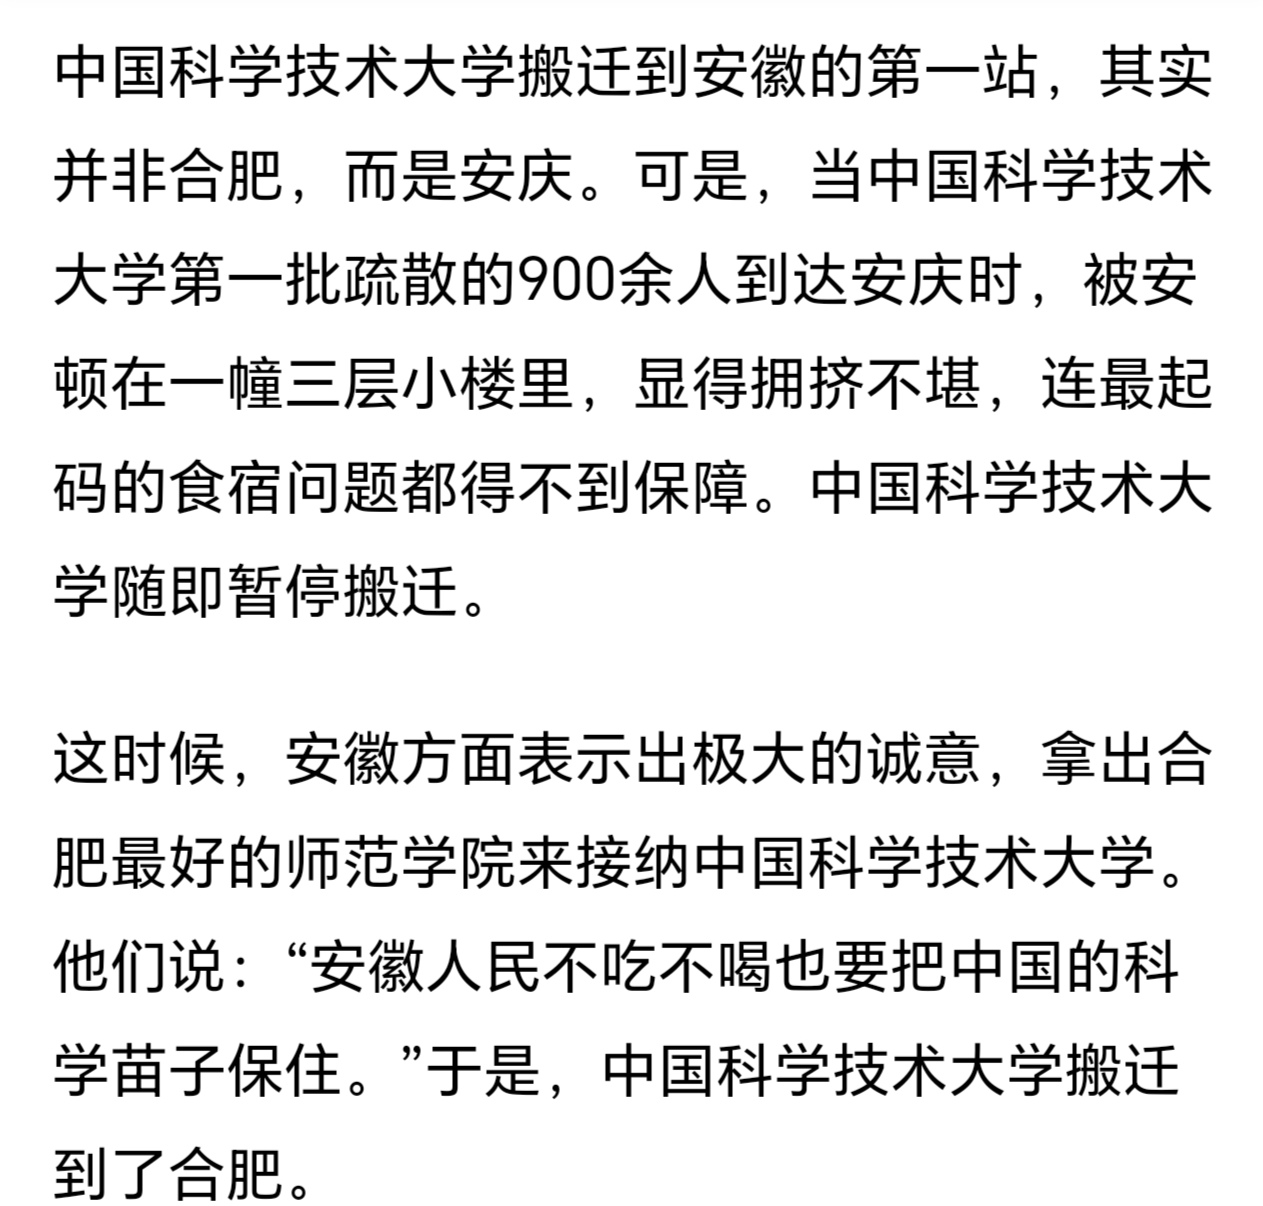 中国科学技术大学搬迁到安徽的第一站，其实
并非合肥，而是安庆。可是，当中国科学技术
大学第一批疏散的900余人到达安庆时，被安
顿在一幢三层小楼里，显得拥挤不堪，连最起
码的食宿问题都得不到保障。中国科学技术大
学随即暂停搬迁。
这时候，安徽方面表示出极大的诚意，拿出合
肥最好的师范学院来接纳中国科学技术大学。
他们说：“安徽人民不吃不喝也要把中国的科
学苗子保住。”于是，中国科学技术大学搬迁
到了合肥。